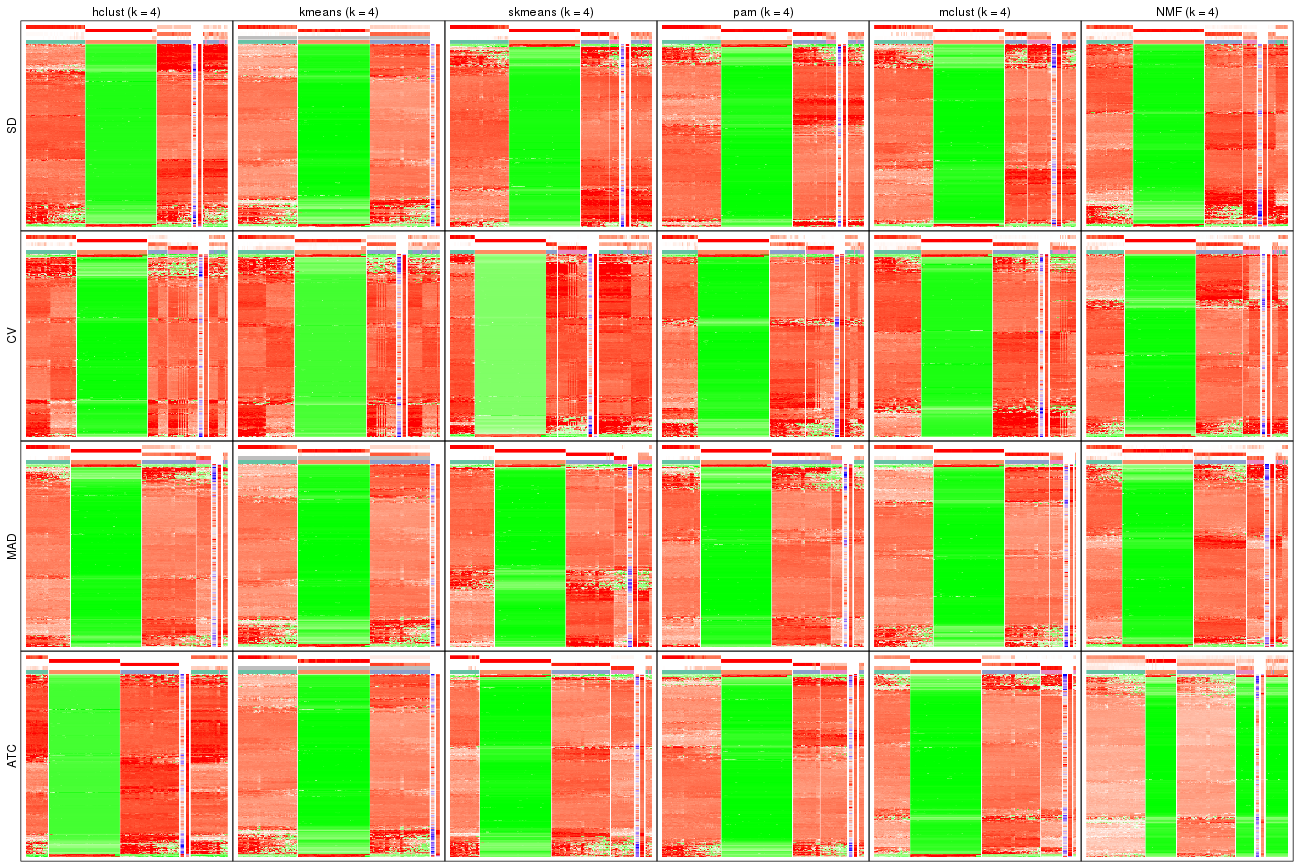 hclust (k = 4) kmeans (k = 4) skmeans (k = 4) pam (k = 4) mclust (k = 4) NMF (k = 4)
SD
CV
MAD
ATC